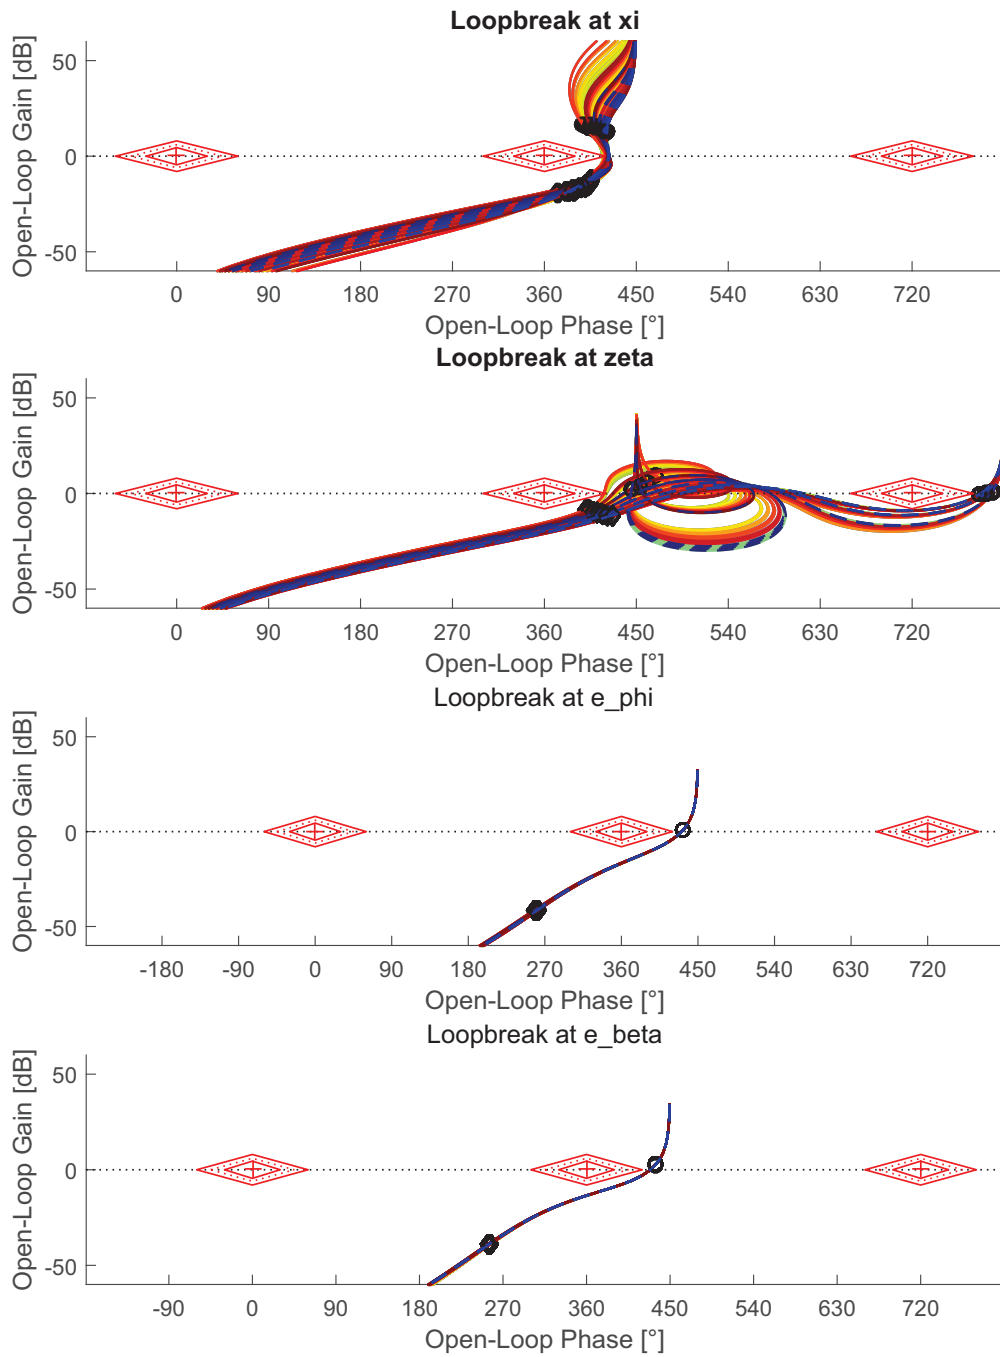 Loopbreak at xi
Open-Loop Gain [dB]
50
0
-50
0 90 180 270 360 450 540 630 720
Open-Loop Phase [°]
Loopbreak at zeta
Open-Loop Gain [dB]
50
0
-50
0 90 180 270 360 450 540 630 720
Open-Loop Phase [°]
Loopbreak at e_phi
Open-Loop Gain [dB]
50
0
-50
-180 -90 0 90 180 270 360 450 540 630 720
Open-Loop Phase [°]
Loopbreak at e_beta
Open-Loop Gain [dB]
50
0
-50
-90 0 90 180 270 360 450 540 630 720
Open-Loop Phase [°]